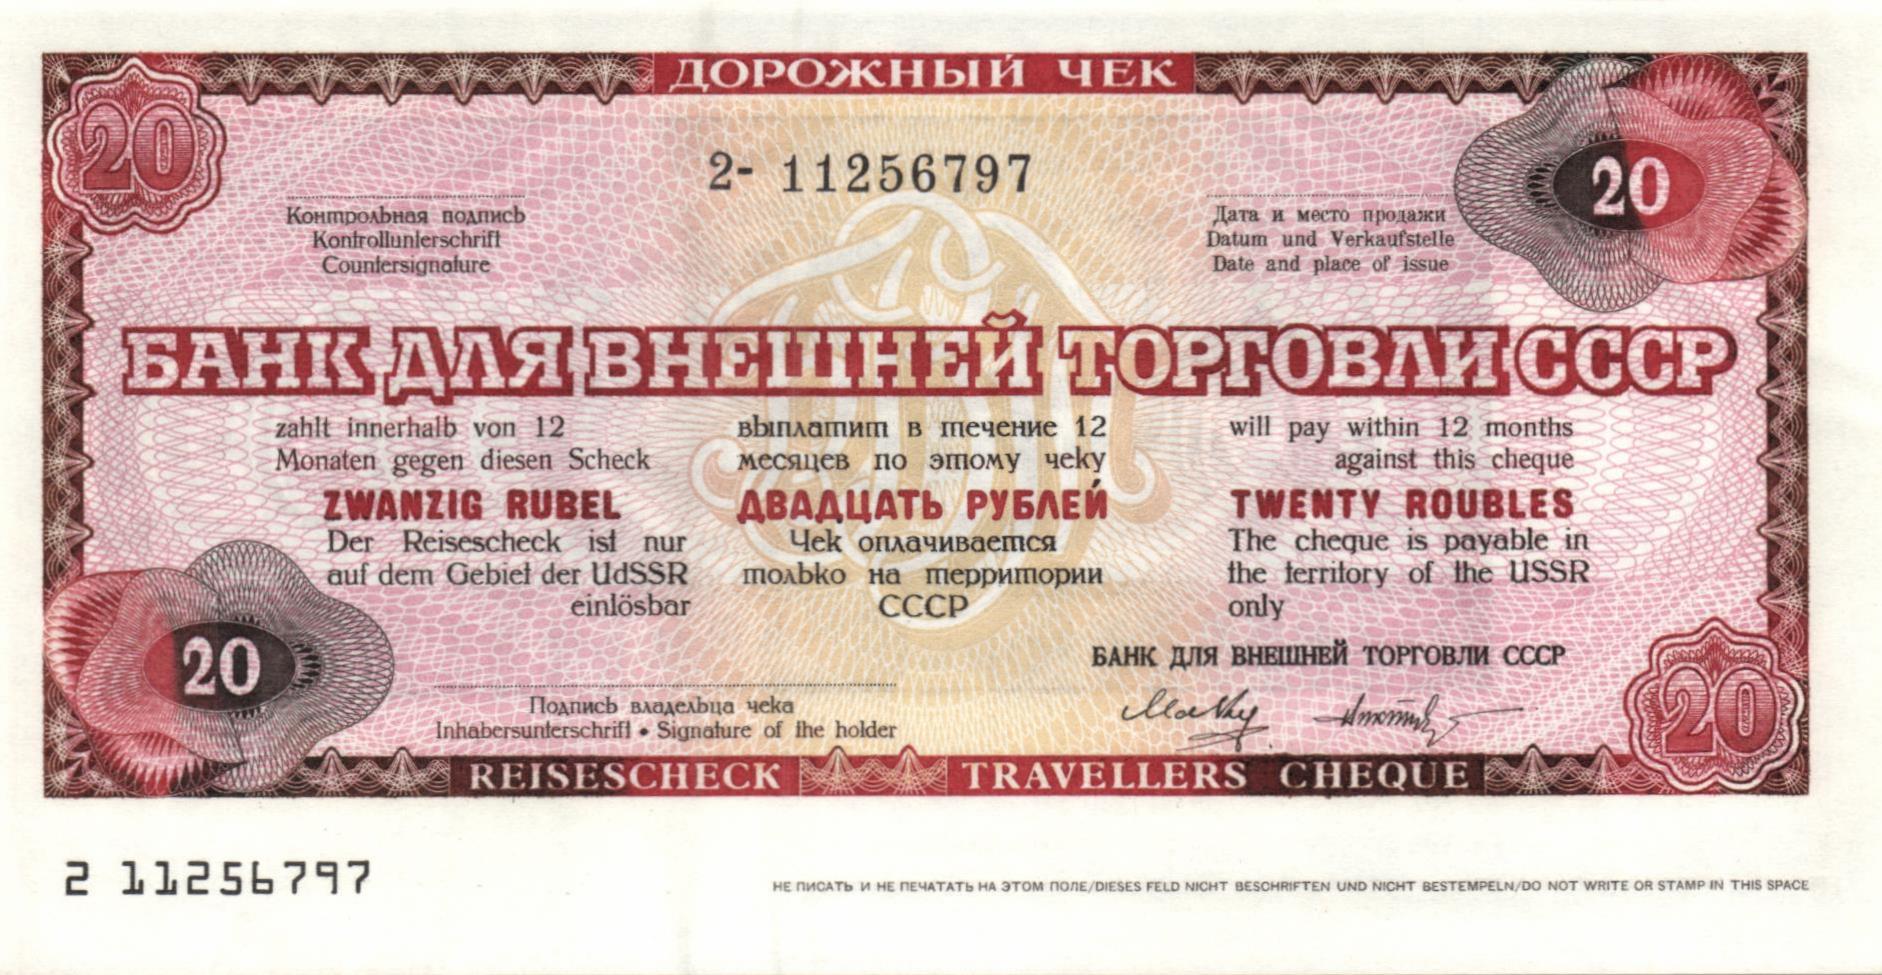 ДОРОЖНЫЙ ЧЕК
20
20
2- 11256797
Контрольная подпись
Kontrollunterschrift
Countersignature
Дата и место продажи
Datum und Verkaufstelle
Date and place of issue
БАНК ДЛЯ ВНЕШНЕЙ ТОРГОВЛИ СССР
zahlt innerhalb von 12
Monaten gegen diesen Scheck
ZWANZIG RUBEL
Der Reisescheck ist nur
auf dem Gebiet der UdSSR
einlösbar
выплатит в течение 12
месяцев по этому чеку
ДВАДЦАТЬ РУБЛЕЙ
Чек оплачивается
только на территории
СССР
will pay within 12 months
against this cheque
TWENTY ROUBLES
The cheque is payable in
the territory of the USSR
only
БАНК ДЛЯ ВНЕШНЕЙ ТОРГОВЛИ СССР
20
20
Подпись владельца чека
Inhabersunterschrift • Signature of the holder
REISESCHECK
TRAVELLERS CHEQUE
2 11256797
НЕ ПИСАТЬ И НЕ ПЕЧАТАТЬ НА ЭТОМ ПОЛЕ/DIESES FELD NICHT BESCHRIFTEN UND NICHT BESTEMPELN/DO NOT WRITE OR STAMP IN THIS SPACE